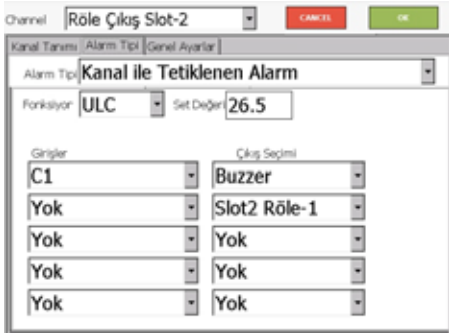 Channel Röle Çıkış Slot-2 CANCEL OK
Kanal Tanımı Alarm Tipi Genel Ayarlar
Alarm Tipi Kanal ile Tetiklenen Alarm
Fonksiyon ULC Set Değeri 26.5
Girişler Çıkış Seçimi
C1 Buzzer
Yok Slot2 Röle-1
Yok Yok
Yok Yok
Yok Yok